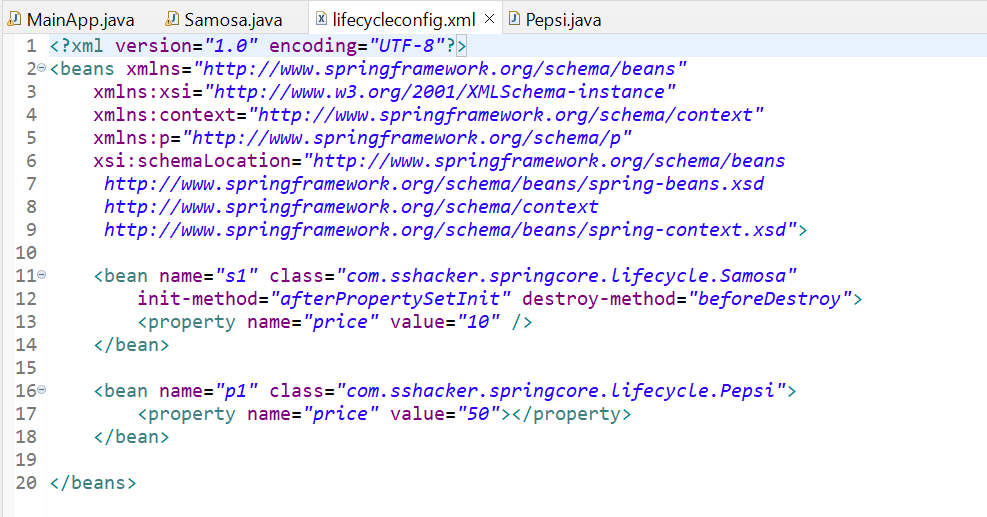 MainApp.java Samosa.java lifecycleconfig.xml Pepsi.java
1 <?xml version="1.0" encoding="UTF-8"?>
2 <beans xmlns="http://www.springframework.org/schema/beans"
3     xmlns:xsi="http://www.w3.org/2001/XMLSchema-instance"
4     xmlns:context="http://www.springframework.org/schema/context"
5     xmlns:p="http://www.springframework.org/schema/p"
6     xsi:schemaLocation="http://www.springframework.org/schema/beans
7      http://www.springframework.org/schema/beans/spring-beans.xsd
8      http://www.springframework.org/schema/context
9      http://www.springframework.org/schema/beans/spring-context.xsd">
10
11     <bean name="s1" class="com.sshacker.springcore.lifecycle.Samosa"
12         init-method="afterPropertySetInit" destroy-method="beforeDestroy">
13         <property name="price" value="10" />
14     </bean>
15
16     <bean name="p1" class="com.sshacker.springcore.lifecycle.Pepsi">
17         <property name="price" value="50"></property>
18     </bean>
19
20 </beans>